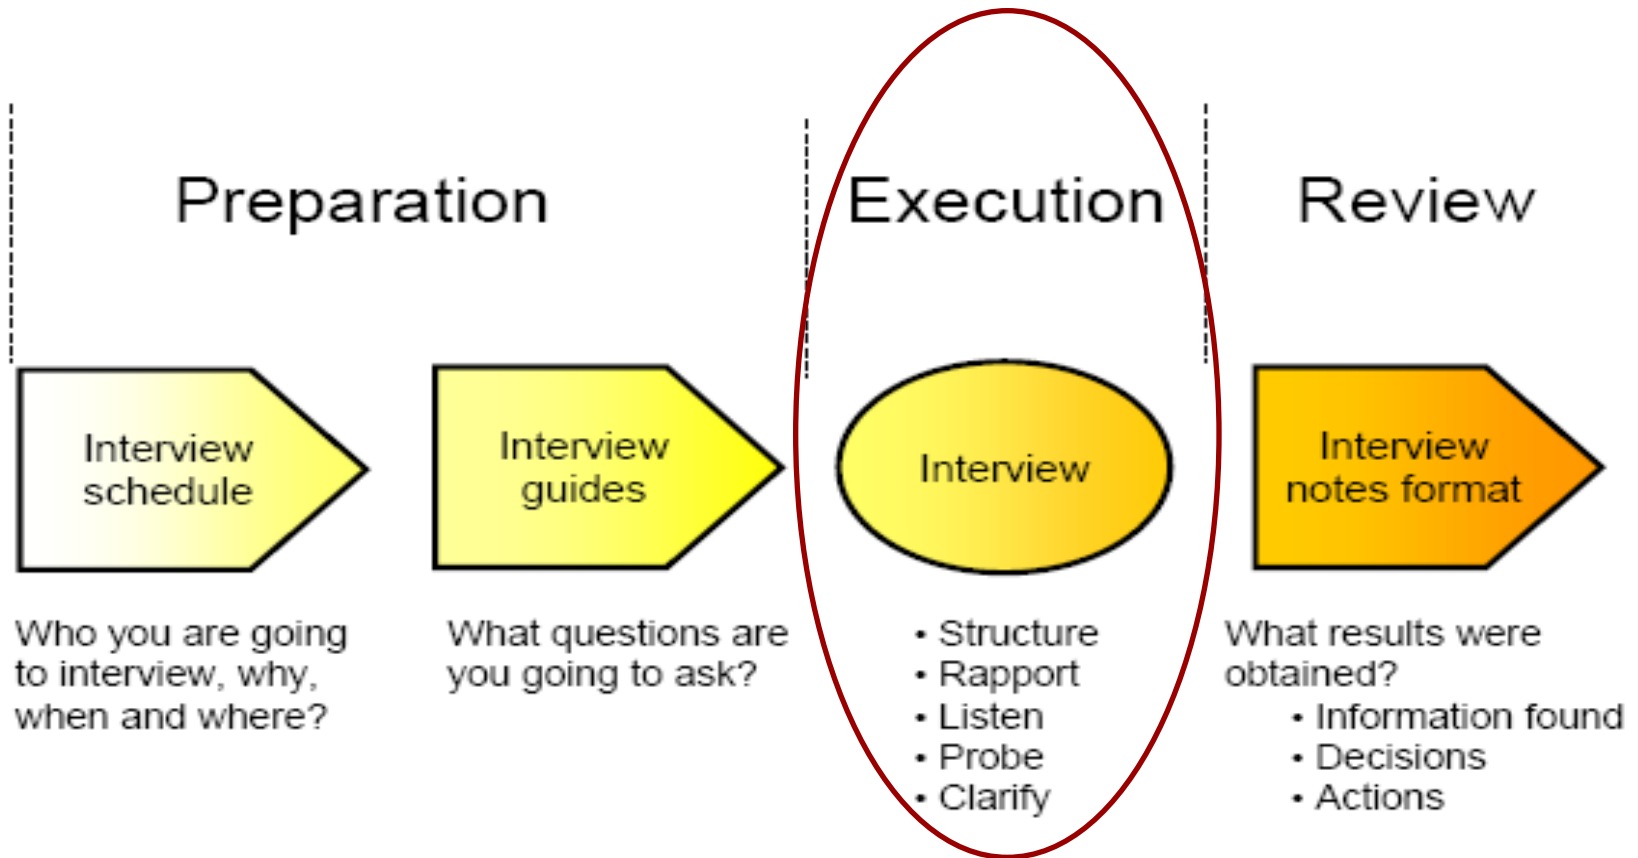 Preparation
Execution
Review
Interview
schedule
Interview
guides
Interview
Interview
notes format
Who you are going
to interview, why,
when and where?
What questions are
you going to ask?
• Structure
• Rapport
• Listen
• Probe
• Clarify
What results were
obtained?
• Information found
• Decisions
• Actions